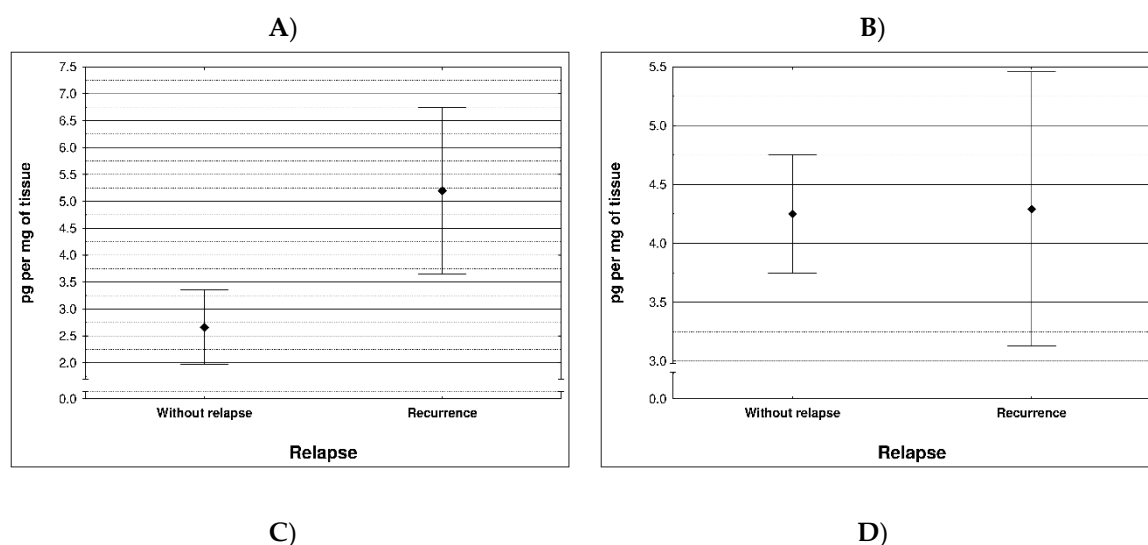 A)
7.5
7.0
6.5
6.0
5.5
5.0
4.5
4.0
3.5
3.0
2.5
2.0
0.0
pg per mg of tissue
Without relapse Recurrence
Relapse
B)
5.5
5.0
4.5
4.0
3.5
3.0
0.0
pg per mg of tissue
Without relapse Recurrence
Relapse
C)
D)